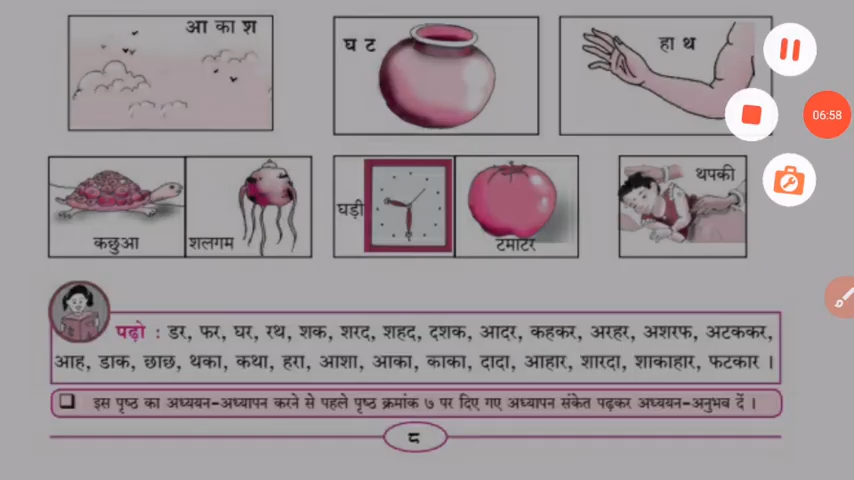 आ का श
घ ट
हा थ
06:58
कछुआ
शलगम
घड़ी
टमाटर
थपकी
पढ़ो : डर, फर, घर, रथ, शक, शरद, शहद, दशक, आदर, कहकर, अरहर, अशरफ, अटककर,
आह, डाक, छाछ, थका, कथा, हरा, आशा, आका, काका, दादा, आहार, शारदा, शाकाहार, फटकार ।
इस पृष्ठ का अध्ययन-अध्यापन करने से पहले पृष्ठ क्रमांक ७ पर दिए गए अध्यापन संकेत पढ़कर अध्ययन-अनुभव दें ।
८